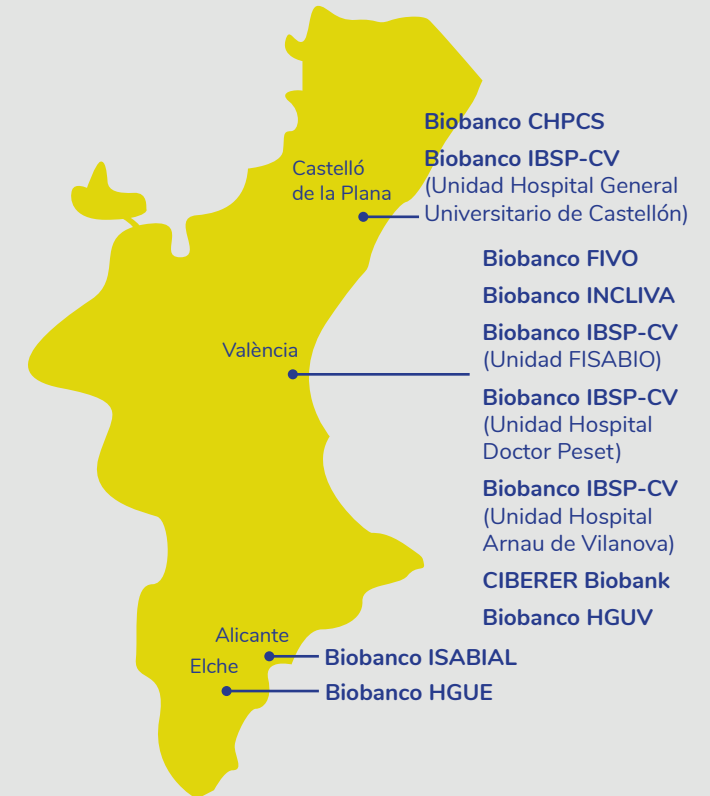 Biobanco CHPCS
Biobanco IBSP-CV
(Unidad Hospital General
Universitario de Castellón)
Castelló
de la Plana
Biobanco FIVO
Biobanco INCLIVA
Biobanco IBSP-CV
(Unidad FISABIO)
Biobanco IBSP-CV
(Unidad Hospital
Doctor Peset)
Biobanco IBSP-CV
(Unidad Hospital
Arnau de Vilanova)
CIBERER Biobank
Biobanco HGUV
València
Alicante
Biobanco ISABIAL
Elche
Biobanco HGUE